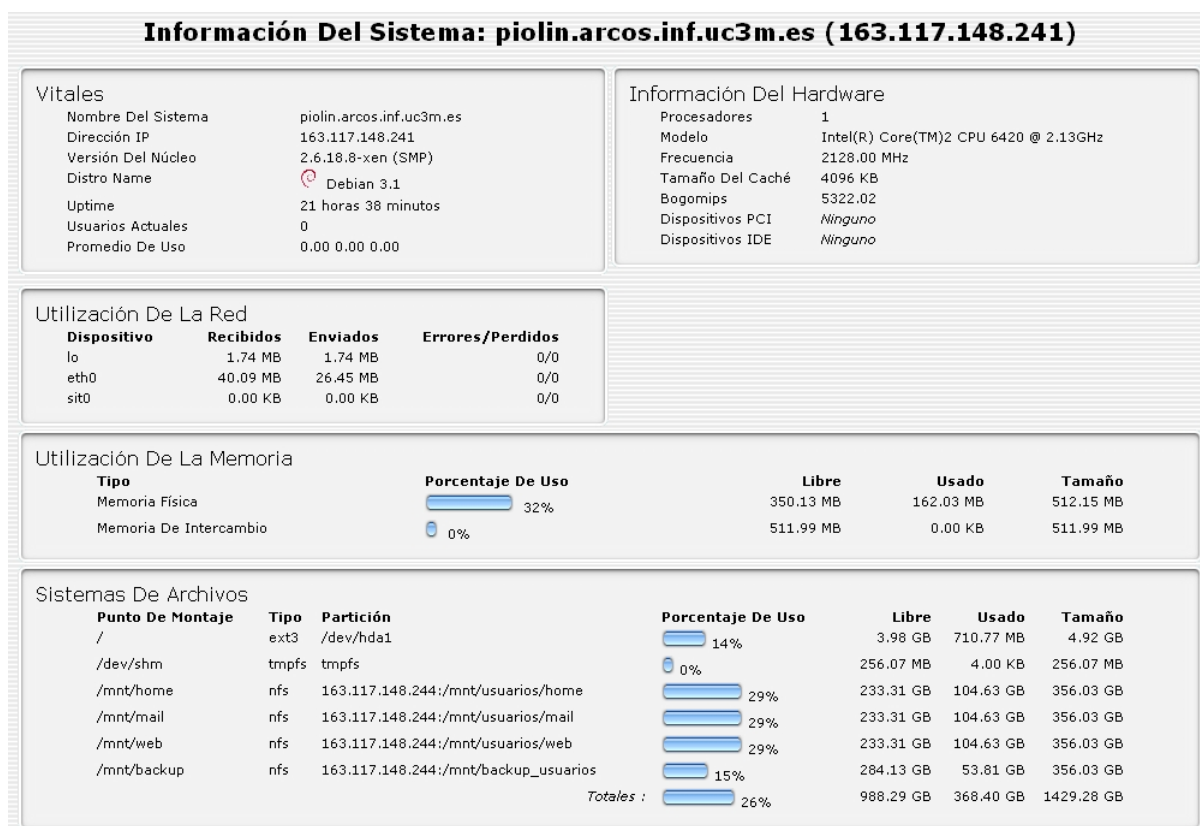 Información Del Sistema: piolin.arcos.inf.uc3m.es (163.117.148.241)
Vitales
Nombre Del Sistema piolin.arcos.inf.uc3m.es
Dirección IP 163.117.148.241
Versión Del Núcleo 2.6.18.8-xen (SMP)
Distro Name Debian 3.1
Uptime 21 horas 38 minutos
Usuarios Actuales 0
Promedio De Uso 0.00 0.00 0.00
Información Del Hardware
Procesadores 1
Modelo Intel(R) Core(TM)2 CPU 6420 @ 2.13GHz
Frecuencia 2128.00 MHz
Tamaño Del Caché 4096 KB
Bogomips 5322.02
Dispositivos PCI Ninguno
Dispositivos IDE Ninguno
Utilización De La Red
Dispositivo Recibidos Enviados Errores/Perdidos
lo 1.74 MB 1.74 MB 0/0
eth0 40.09 MB 26.45 MB 0/0
sit0 0.00 KB 0.00 KB 0/0
Utilización De La Memoria
Tipo Porcentaje De Uso Libre Usado Tamaño
Memoria Física 32% 350.13 MB 162.03 MB 512.15 MB
Memoria De Intercambio 0% 511.99 MB 0.00 KB 511.99 MB
Sistemas De Archivos
Punto De Montaje Tipo Partición Porcentaje De Uso Libre Usado Tamaño
/ ext3 /dev/hda1 14% 3.98 GB 710.77 MB 4.92 GB
/dev/shm tmpfs tmpfs 0% 256.07 MB 4.00 KB 256.07 MB
/mnt/home nfs 163.117.148.244:/mnt/usuarios/home 29% 233.31 GB 104.63 GB 356.03 GB
/mnt/mail nfs 163.117.148.244:/mnt/usuarios/mail 29% 233.31 GB 104.63 GB 356.03 GB
/mnt/web nfs 163.117.148.244:/mnt/usuarios/web 29% 233.31 GB 104.63 GB 356.03 GB
/mnt/backup nfs 163.117.148.244:/mnt/backup_usuarios 15% 284.13 GB 53.81 GB 356.03 GB
Totales : 26% 988.29 GB 368.40 GB 1429.28 GB